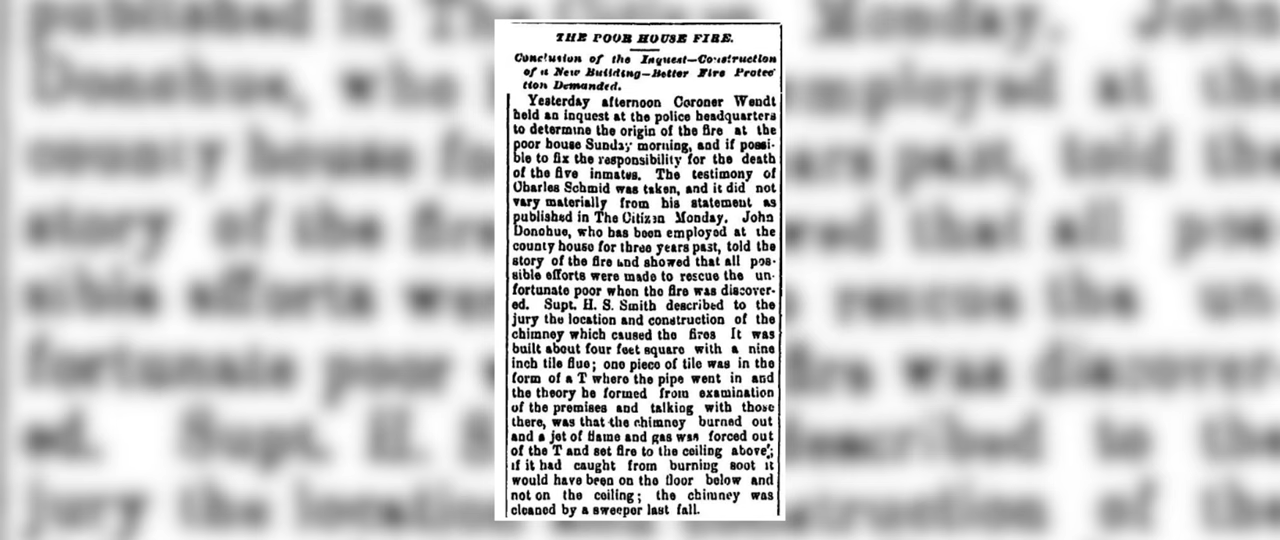 THE POOR HOUSE FIRE.
Conclusion of the Inquest—Construction
of a New Building—Better Fire Protec
tion Demanded.
Yesterday afternoon Coroner Wendt
held an inquest at the police headquarters
to determine the origin of the fire at the
poor house Sunday morning, and if possi-
ble to fix the responsibility for the death
of the five inmates. The testimony of
Charles Schmid was taken, and it did not
vary materially from his statement as
published in The Citizen Monday. John
Donohue, who has been employed at the
county house for three years past, told the
story of the fire and showed that all pos-
sible efforts were made to rescue the un-
fortunate poor when the fire was discover-
ed. Supt. H. S. Smith described to the
jury the location and construction of the
chimney which caused the fires It was
built about four feet square with a nine
inch tile flue; one piece of tile was in the
form of a T where the pipe went in and
the theory he formed from examination
of the premises and talking with those
there, was that the chimney burned out
and a jet of flame and gas was forced out
of the T and set fire to the ceiling above;
if it had caught from burning soot it
would have been on the floor below and
not on the ceiling; the chimney was
cleaned by a sweeper last fall.